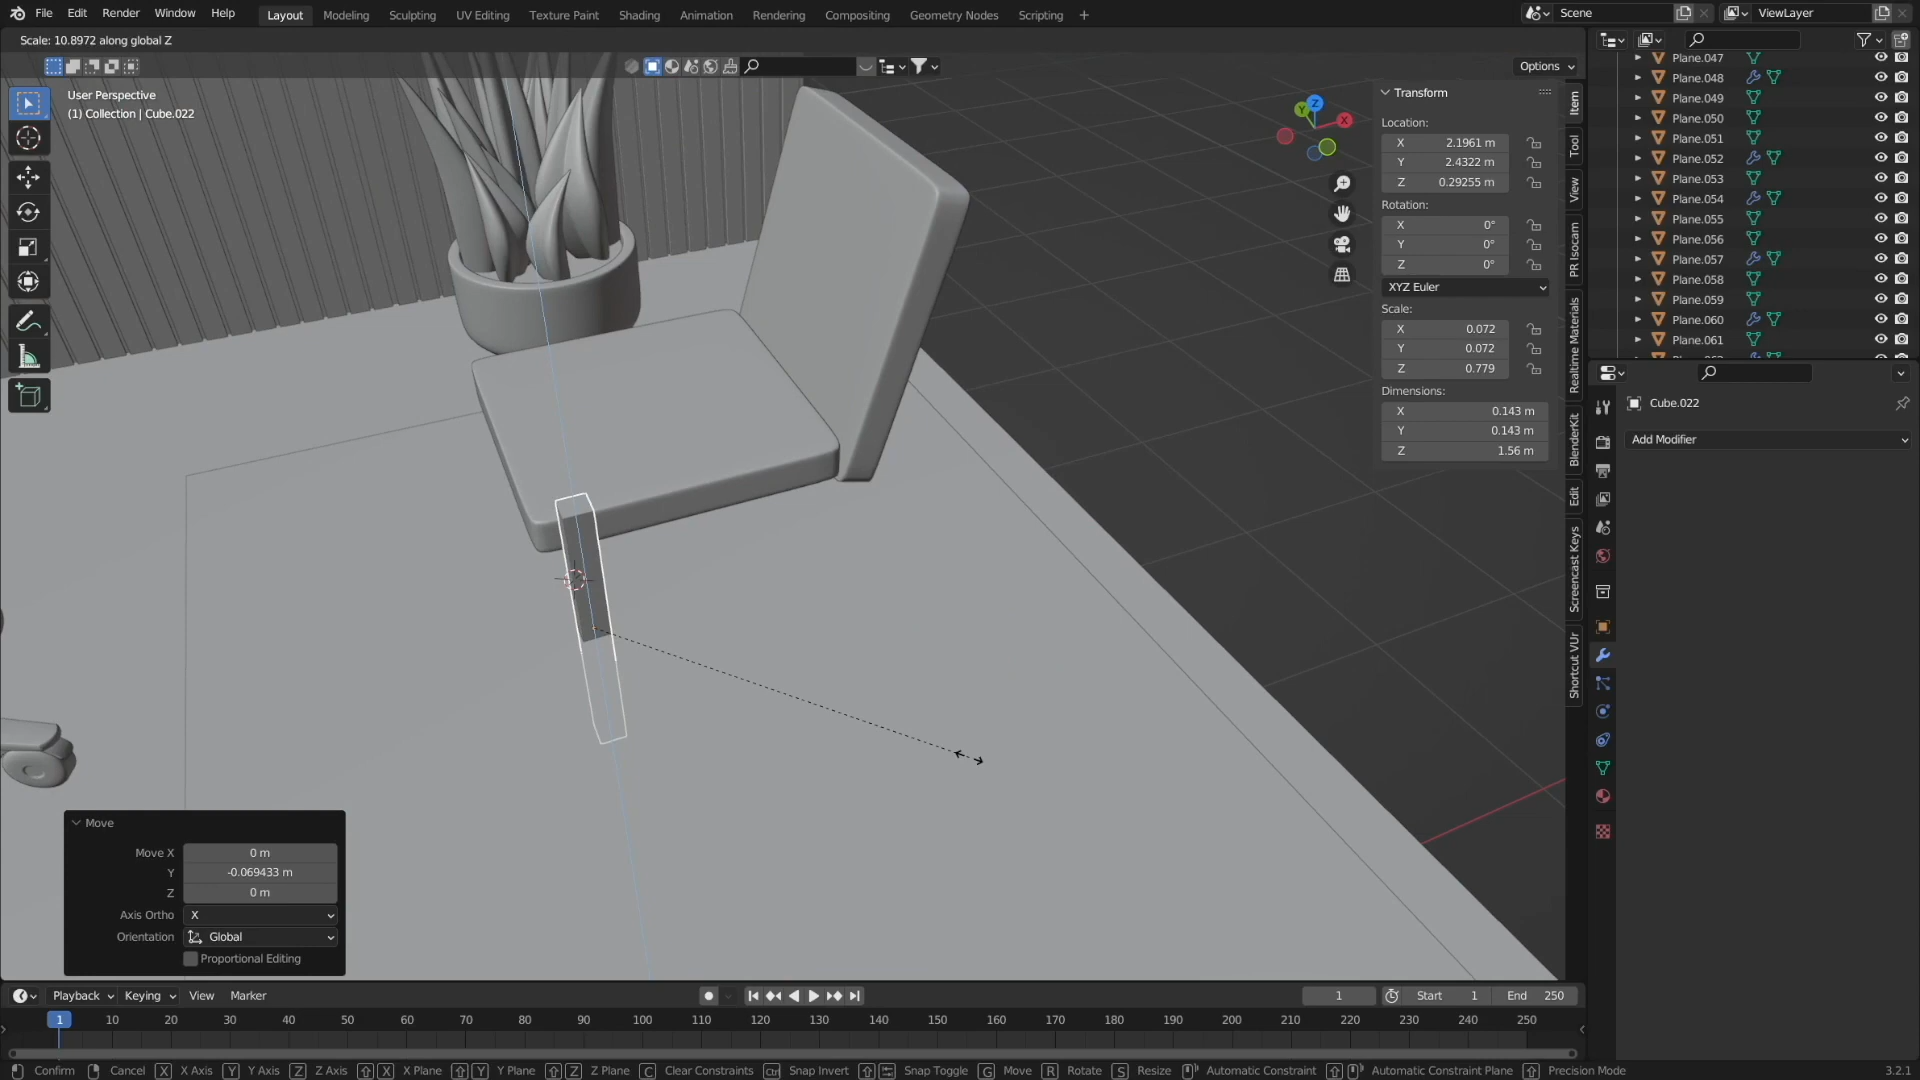 File Edit Render Window Help Layout Modeling Sculpting UV Editing Texture Paint Shading Animation Rendering Compositing Geometry Nodes Scripting + Scene ViewLayer
Scale: 10.8972 along global Z
Options
User Perspective
(1) Collection | Cube.022
Transform
Location:
X 2.1961 m
Y 2.4322 m
Z 0.29255 m
Rotation:
X 0°
Y 0°
Z 0°
XYZ Euler
Scale:
X 0.072
Y 0.072
Z 0.779
Dimensions:
X 0.143 m
Y 0.143 m
Z 1.56 m
Item
Tool
View
PR Isocam
Realtime Materials
BlenderKit
Edit
Screencast Keys
Shortcut VUr
Plane.047
Plane.048
Plane.049
Plane.050
Plane.051
Plane.052
Plane.053
Plane.054
Plane.055
Plane.056
Plane.057
Plane.058
Plane.059
Plane.060
Plane.061
Cube.022
Add Modifier
Move
Move X 0 m
Y -0.069433 m
Z 0 m
Axis Ortho X
Orientation Global
Proportional Editing
Playback Keying View Marker 1 Start 1 End 250
1 10 20 30 40 50 60 70 80 90 100 110 120 130 140 150 160 170 180 190 200 210 220 230 240 250
Confirm Cancel X X Axis Y Y Axis Z Z Axis X X Plane Y Y Plane Z Z Plane C Clear Constraints Ctrl Snap Invert Snap Toggle G Move R Rotate S Resize Automatic Constraint Automatic Constraint Plane Precision Mode 3.2.1